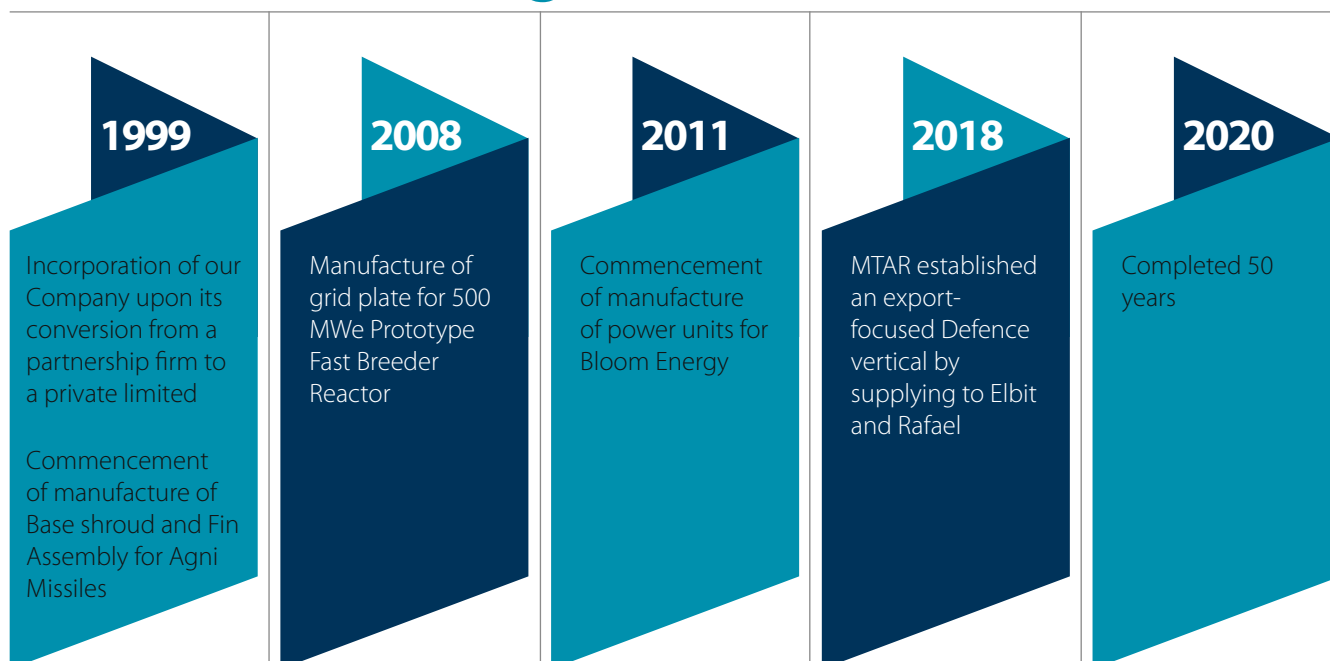 1999
Incorporation of our
Company upon its
conversion from a
partnership firm to
a private limited
Commencement
of manufacture of
Base shroud and Fin
Assembly for Agni
Missiles
2008
Manufacture of
grid plate for 500
MWe Prototype
Fast Breeder
Reactor
2011
Commencement
of manufacture
of power units for
Bloom Energy
2018
MTAR established
an export-
focused Defence
vertical by
supplying to Elbit
and Rafael
2020
Completed 50
years